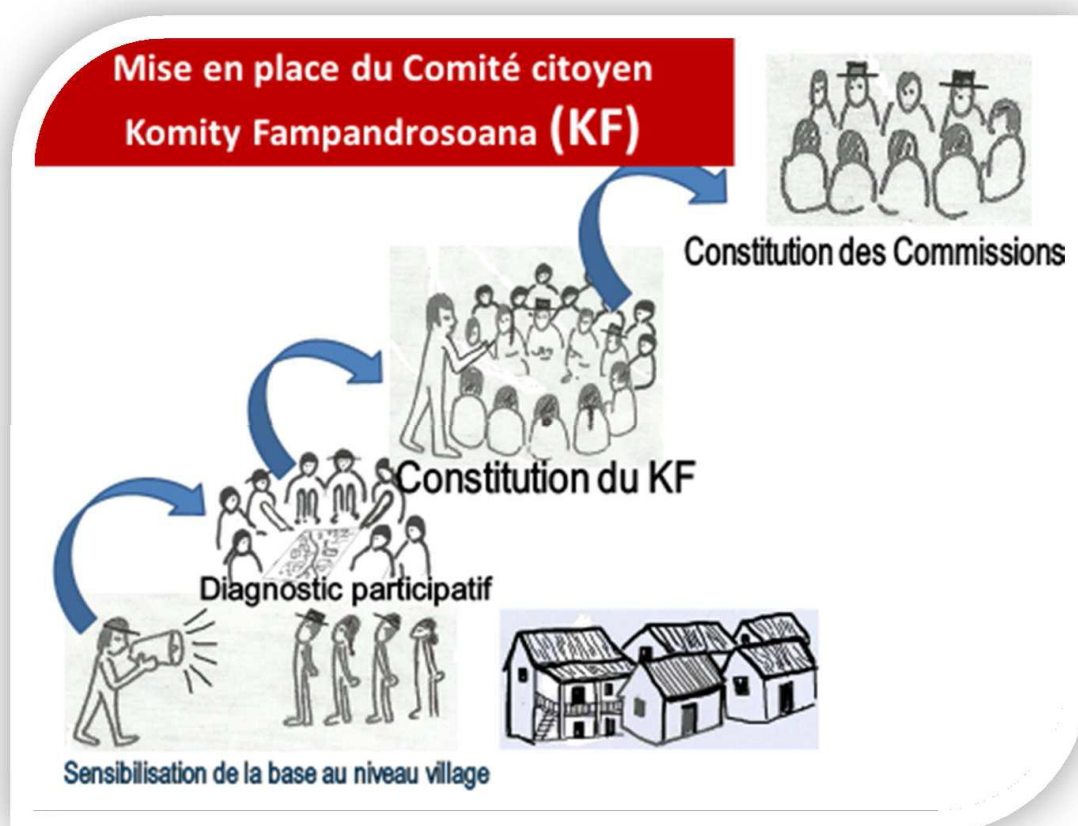 Mise en place du Comité citoyen
Komity Fampandrosoana (KF)
Constitution des Commissions
Constitution du KF
Diagnostic participatif
Sensibilisation de la base au niveau village